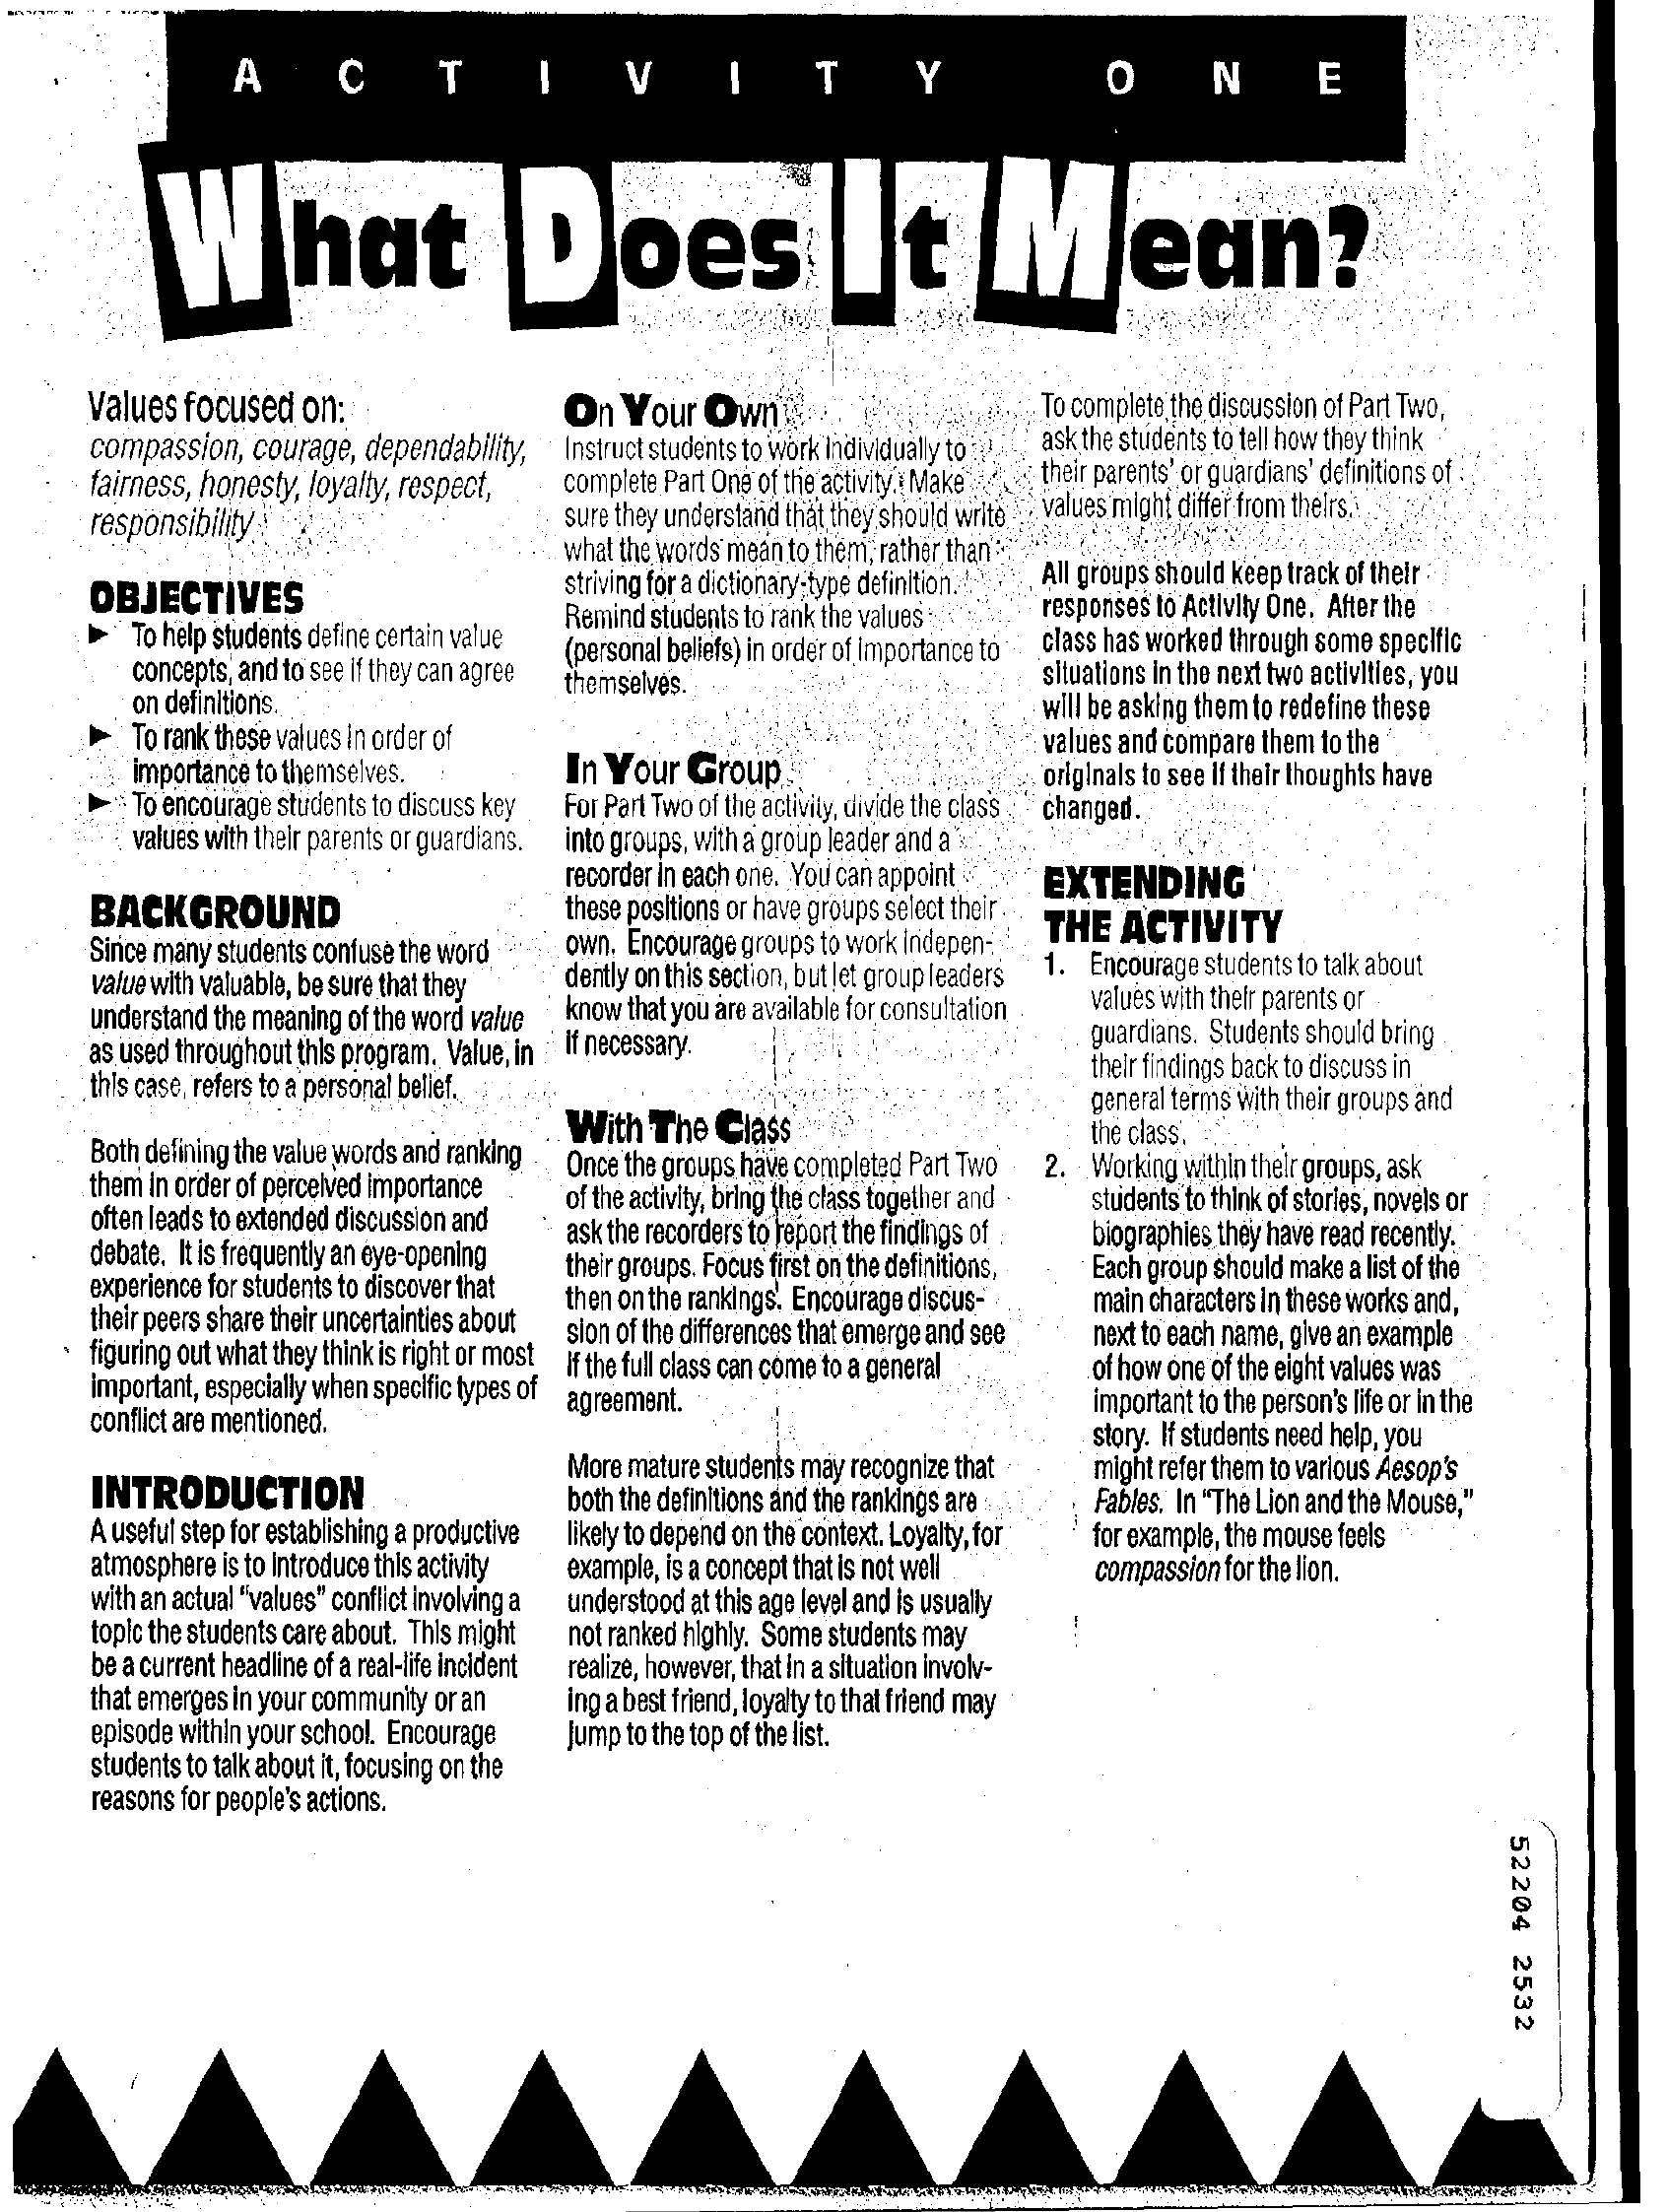 ACTIVITY ONE
What Does It Mean?
Values focused on:
compassion, courage, dependability,
fairness, honesty, loyalty, respect,
responsibility
OBJECTIVES
► To help students define certain value
concepts, and to see if they can agree
on definitions.
► To rank these values in order of
importance to themselves.
► To encourage students to discuss key
values with their parents or guardians.
BACKGROUND
Since many students confuse the word
value with valuable, be sure that they
understand the meaning of the word value
as used throughout this program. Value, in
this case, refers to a personal belief.
Both defining the value words and ranking
them in order of perceived importance
often leads to extended discussion and
debate. It is frequently an eye-opening
experience for students to discover that
their peers share their uncertainties about
figuring out what they think is right or most
important, especially when specific types of
conflict are mentioned.
INTRODUCTION
A useful step for establishing a productive
atmosphere is to introduce this activity
with an actual "values" conflict involving a
topic the students care about. This might
be a current headline of a real-life incident
that emerges in your community or an
episode within your school. Encourage
students to talk about it, focusing on the
reasons for people's actions.
On Your Own
Instruct students to work individually to
complete Part One of the activity. Make
sure they understand that they should write
what the words mean to them, rather than
striving for a dictionary-type definition.
Remind students to rank the values
(personal beliefs) in order of importance to
themselves.
In Your Group
For Part Two of the activity, divide the class
into groups, with a group leader and a
recorder in each one. You can appoint
these positions or have groups select their
own. Encourage groups to work indepen-
dently on this section, but let group leaders
know that you are available for consultation
if necessary.
With The Class
Once the groups have completed Part Two
of the activity, bring the class together and
ask the recorders to report the findings of
their groups. Focus first on the definitions,
then on the rankings. Encourage discus-
sion of the differences that emerge and see
if the full class can come to a general
agreement.
More mature students may recognize that
both the definitions and the rankings are
likely to depend on the context. Loyalty, for
example, is a concept that is not well
understood at this age level and is usually
not ranked highly. Some students may
realize, however, that in a situation involv-
ing a best friend, loyalty to that friend may
jump to the top of the list.
To complete the discussion of Part Two,
ask the students to tell how they think
their parents' or guardians' definitions of
values might differ from theirs.
All groups should keep track of their
responses to Activity One. After the
class has worked through some specific
situations in the next two activities, you
will be asking them to redefine these
values and compare them to the
originals to see if their thoughts have
changed.
EXTENDING
THE ACTIVITY
1. Encourage students to talk about
values with their parents or
guardians. Students should bring
their findings back to discuss in
general terms with their groups and
the class.
2. Working within their groups, ask
students to think of stories, novels or
biographies they have read recently.
Each group should make a list of the
main characters in these works and,
next to each name, give an example
of how one of the eight values was
important to the person's life or in the
story. If students need help, you
might refer them to various Aesop's
Fables. In "The Lion and the Mouse,"
for example, the mouse feels
compassion for the lion.
52204 2532